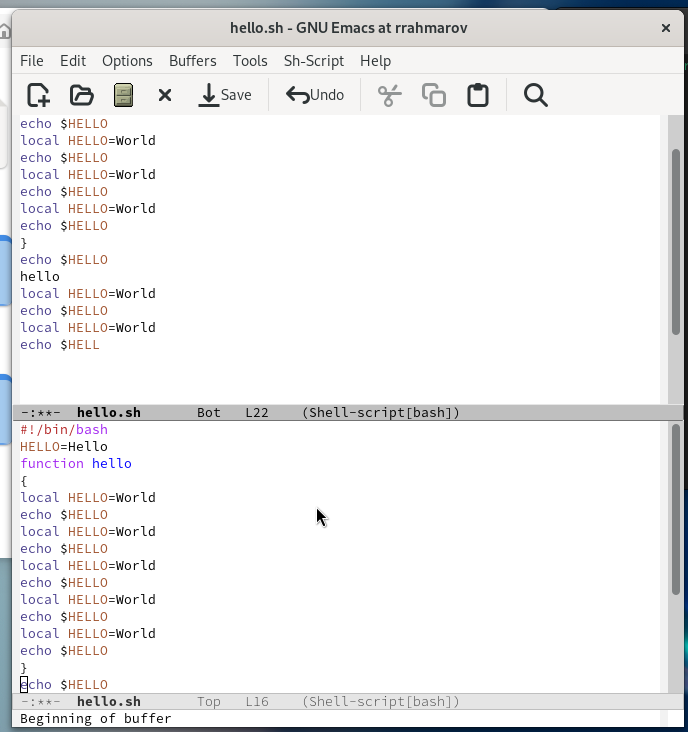 hello.sh - GNU Emacs at rrahmarov
File Edit Options Buffers Tools Sh-Script Help
Save Undo
echo $HELLO
local HELLO=World
echo $HELLO
local HELLO=World
echo $HELLO
local HELLO=World
echo $HELLO
}
echo $HELLO
hello
local HELLO=World
echo $HELLO
local HELLO=World
echo $HELL
-:**- hello.sh Bot L22 (Shell-script[bash])
#!/bin/bash
HELLO=Hello
function hello
{
local HELLO=World
echo $HELLO
local HELLO=World
echo $HELLO
local HELLO=World
echo $HELLO
local HELLO=World
echo $HELLO
local HELLO=World
echo $HELLO
}
echo $HELLO
-:**- hello.sh Top L16 (Shell-script[bash])
Beginning of buffer